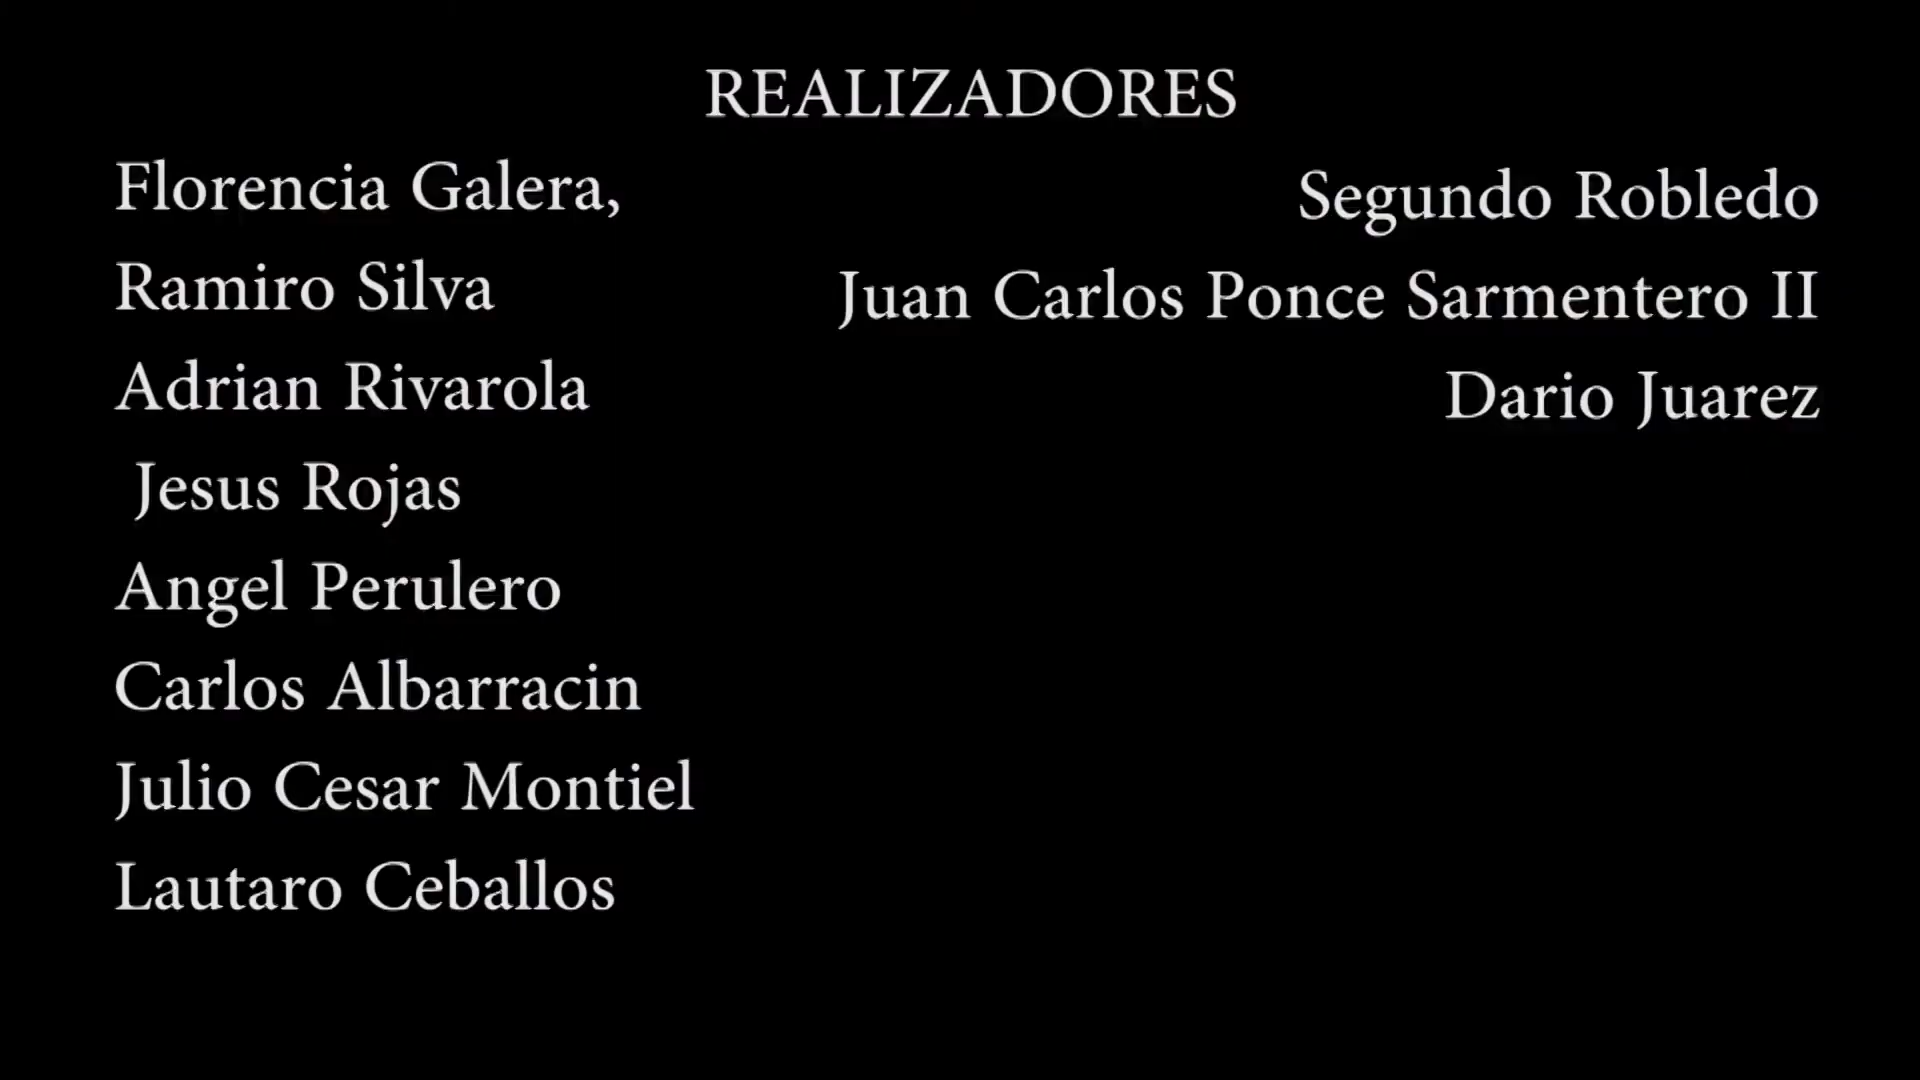 REALIZADORES
Florencia Galera,
Ramiro Silva
Adrian Rivarola
Jesus Rojas
Angel Perulero
Carlos Albarracin
Julio Cesar Montiel
Lautaro Ceballos
Segundo Robledo
Juan Carlos Ponce Sarmentero II
Dario Juarez